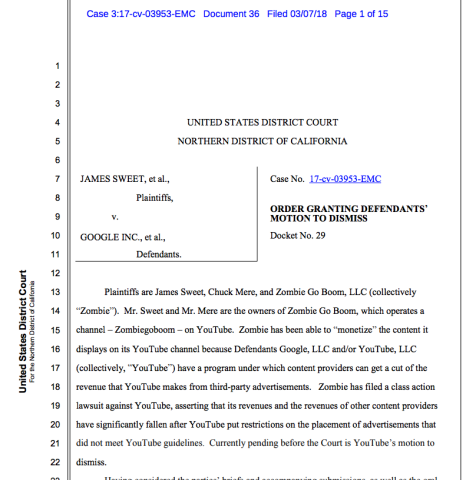 Case 3:17-cv-03953-EMC Document 36 Filed 03/07/18 Page 1 of 15
1
2
3
4 UNITED STATES DISTRICT COURT
5 NORTHERN DISTRICT OF CALIFORNIA
6
7 JAMES SWEET, et al.,
8 Plaintiffs,
9 v.
10 GOOGLE INC., et al.,
11 Defendants.
Case No. 17-cv-03953-EMC
ORDER GRANTING DEFENDANTS’
MOTION TO DISMISS
Docket No. 29
United States District Court
For the Northern District of California
12
13 Plaintiffs are James Sweet, Chuck Mere, and Zombie Go Boom, LLC (collectively
14 “Zombie”). Mr. Sweet and Mr. Mere are the owners of Zombie Go Boom, which operates a
15 channel – Zombiegoboom – on YouTube. Zombie has been able to “monetize” the content it
16 displays on its YouTube channel because Defendants Google, LLC and/or YouTube, LLC
17 (collectively, “YouTube”) have a program under which content providers can get a cut of the
18 revenue that YouTube makes from third-party advertisements. Zombie has filed a class action
19 lawsuit against YouTube, asserting that its revenues and the revenues of other content providers
20 have significantly fallen after YouTube put restrictions on the placement of advertisements that
21 did not meet YouTube guidelines. Currently pending before the Court is YouTube’s motion to
22 dismiss.